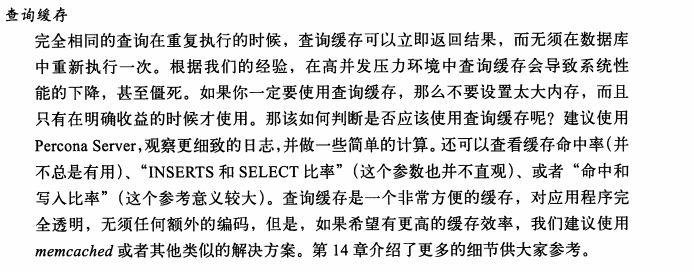 查询缓存
完全相同的查询在重复执行的时候，查询缓存可以立即返回结果，而无须在数据库
中重新执行一次。根据我们的经验，在高并发压力环境中查询缓存会导致系统性
能的下降，甚至僵死。如果你一定要使用查询缓存，那么不要设置太大内存，而且
只有在明确收益的时候才使用。那该如何判断是否应该使用查询缓存呢？建议使用
Percona Server，观察更细致的日志，并做一些简单的计算。还可以查看缓存命中率（并
不总是有用）、“INSERTS 和 SELECT 比率”（这个参数也并不直观）、或者“命中和
写入比率”（这个参考意义较大）。查询缓存是一个非常方便的缓存，对应用程序完
全透明，无须任何额外的编码，但是，如果希望有更高的缓存效率，我们建议使用
memcached 或者其他类似的解决方案。第 14 章介绍了更多的细节供大家参考。